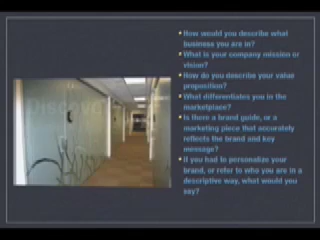 How would you describe what
business you are in?
What is your company mission or
vision?
How do you describe your value
proposition?
What differentiates you in the
marketplace?
Is there a brand guide, or a
marketing piece that accurately
reflects the brand and key
message?
If you had to personalize your
brand, or refer to who you are in a
descriptive way, what would you
say?